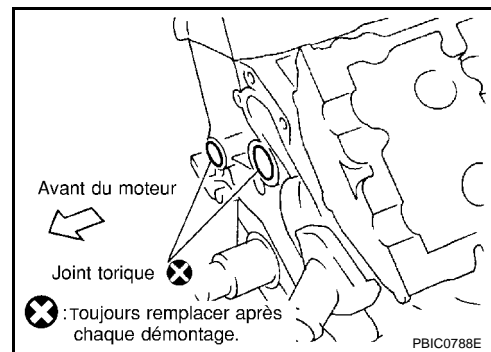 Avant du moteur
Joint torique
: Toujours remplacer après
chaque démontage.
PBIC0788E